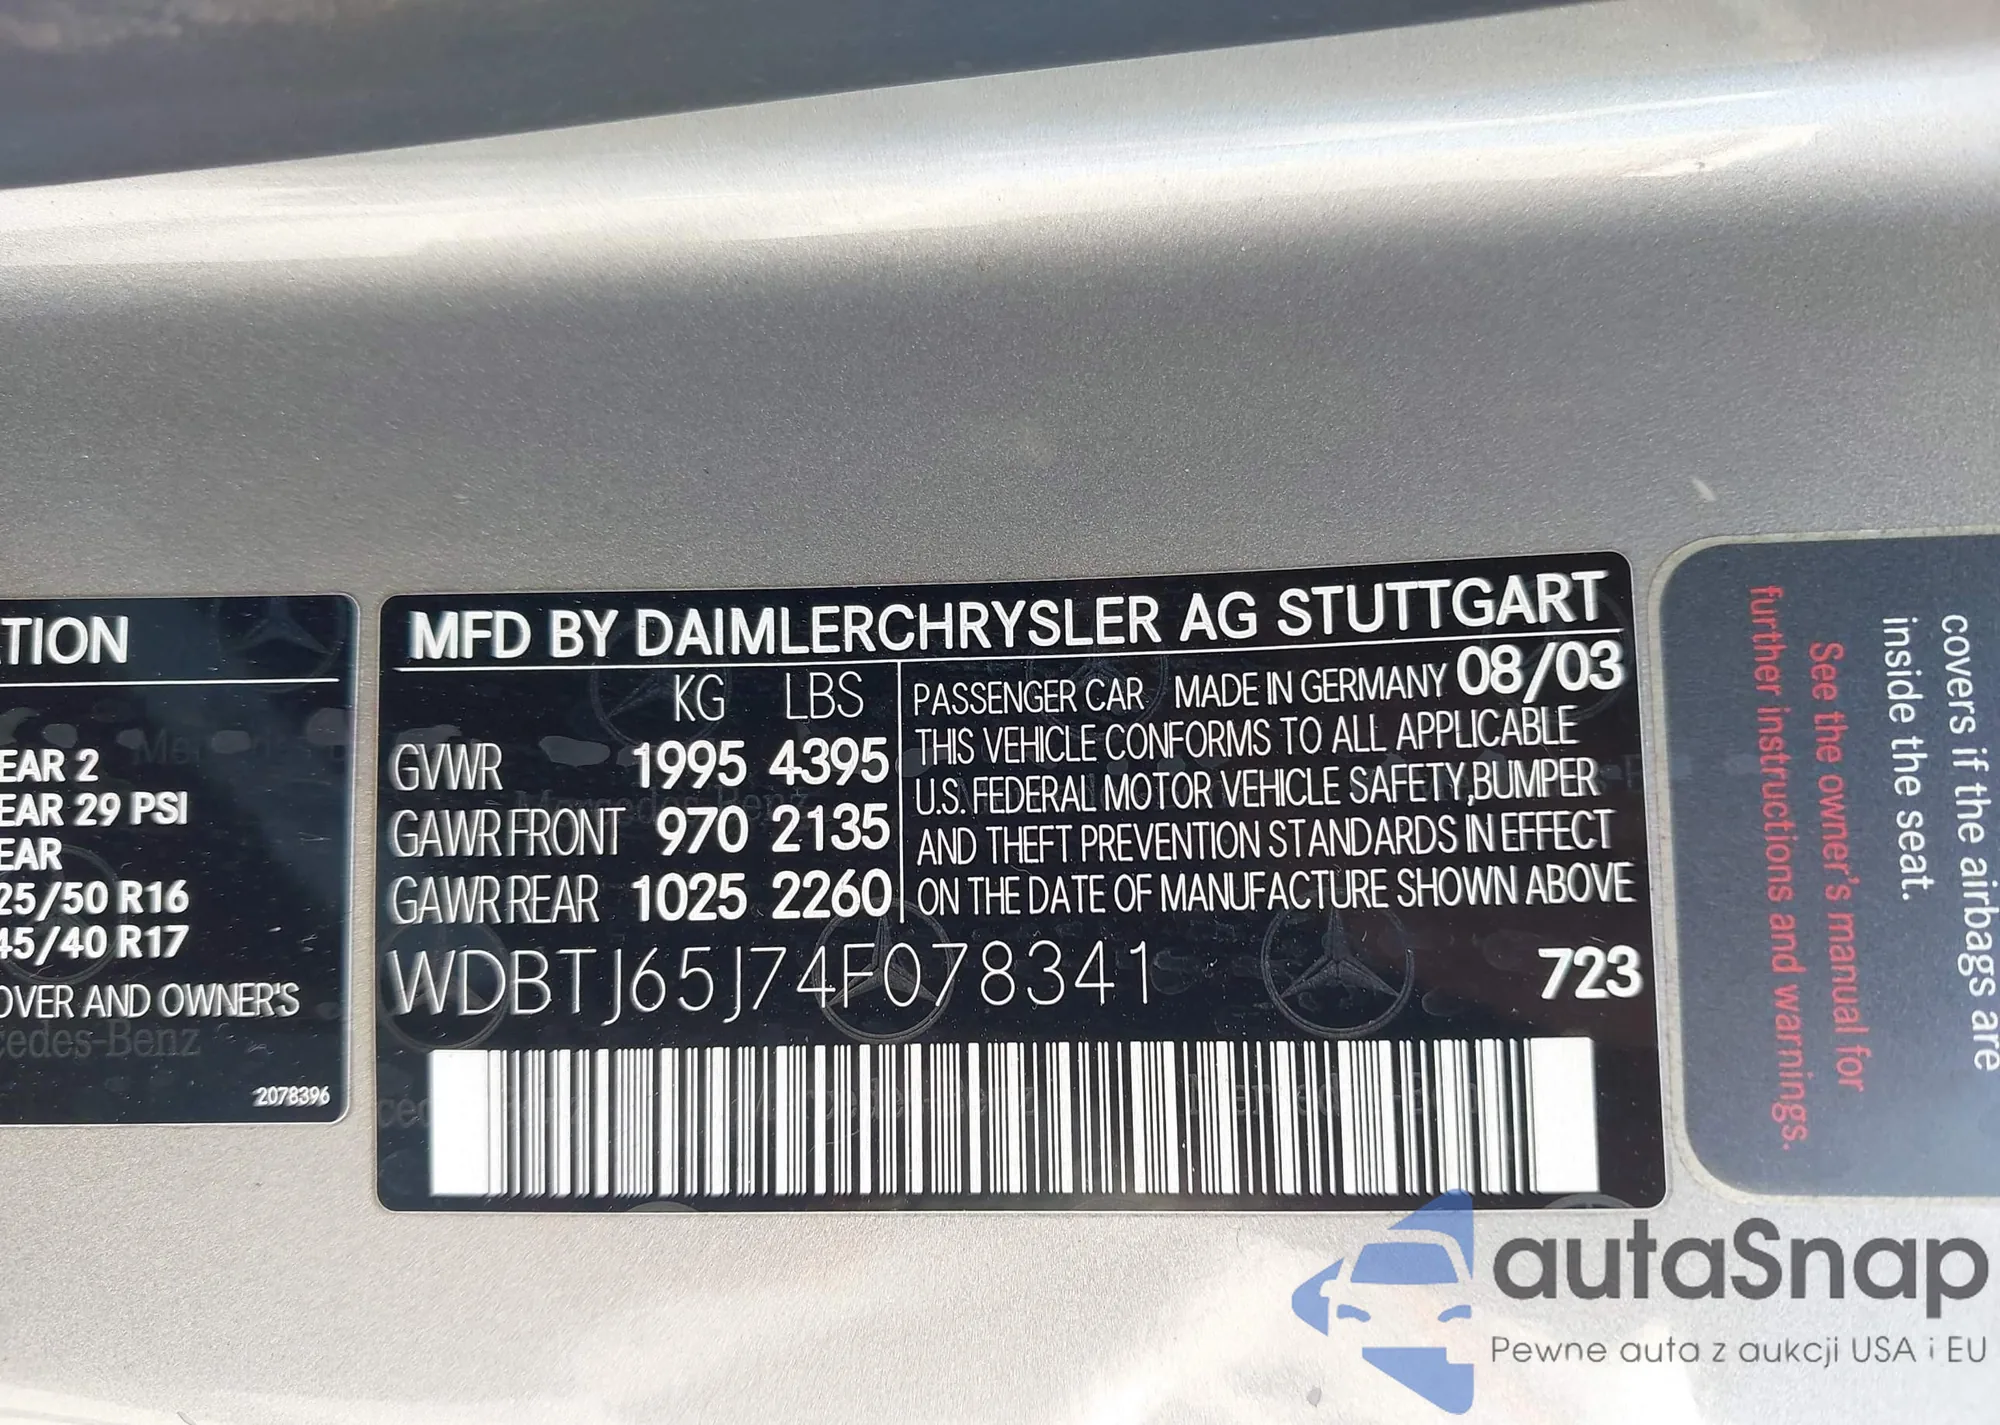 TION
EAR 2
EAR 29 PSI
EAR
25/50 R16
45/40 R17
OVER AND OWNER'S
2078396
MFD BY DAIMLERCHRYSLER AG STUTTGART
KG LBS
GVWR 1995 4395
GAWR FRONT 970 2135
GAWR REAR 1025 2260
PASSENGER CAR MADE IN GERMANY 08/03
THIS VEHICLE CONFORMS TO ALL APPLICABLE
U.S. FEDERAL MOTOR VEHICLE SAFETY,BUMPER
AND THEFT PREVENTION STANDARDS IN EFFECT
ON THE DATE OF MANUFACTURE SHOWN ABOVE
WDBTJ65J74F078341 723
covers if the airbags are
inside the seat.
See the owner's manual for
further instructions and warnings.
autaSnap
Pewne auta z aukcji USA i EU